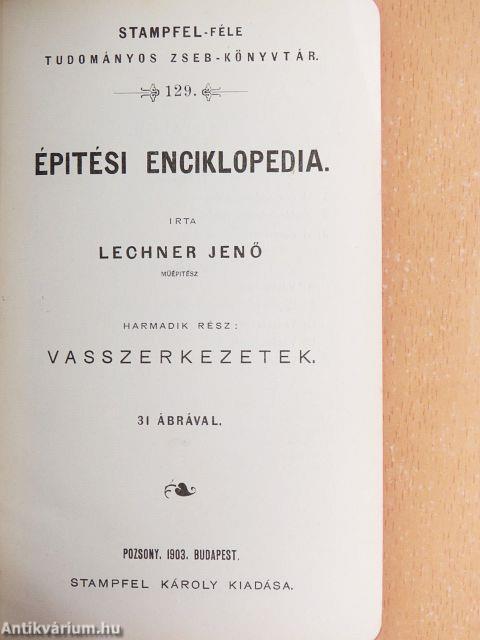 STAMPFEL-FÉLE
TUDOMÁNYOS ZSEB-KÖNYVTÁR.
129.
ÉPITÉSI ENCIKLOPEDIA.
IRTA
LECHNER JENŐ
MŰÉPITÉSZ
HARMADIK RÉSZ:
VASSZERKEZETEK.
31 ÁBRÁVAL.
POZSONY. 1903. BUDAPEST.
STAMPFEL KÁROLY KIADÁSA.
Antikvárium.hu